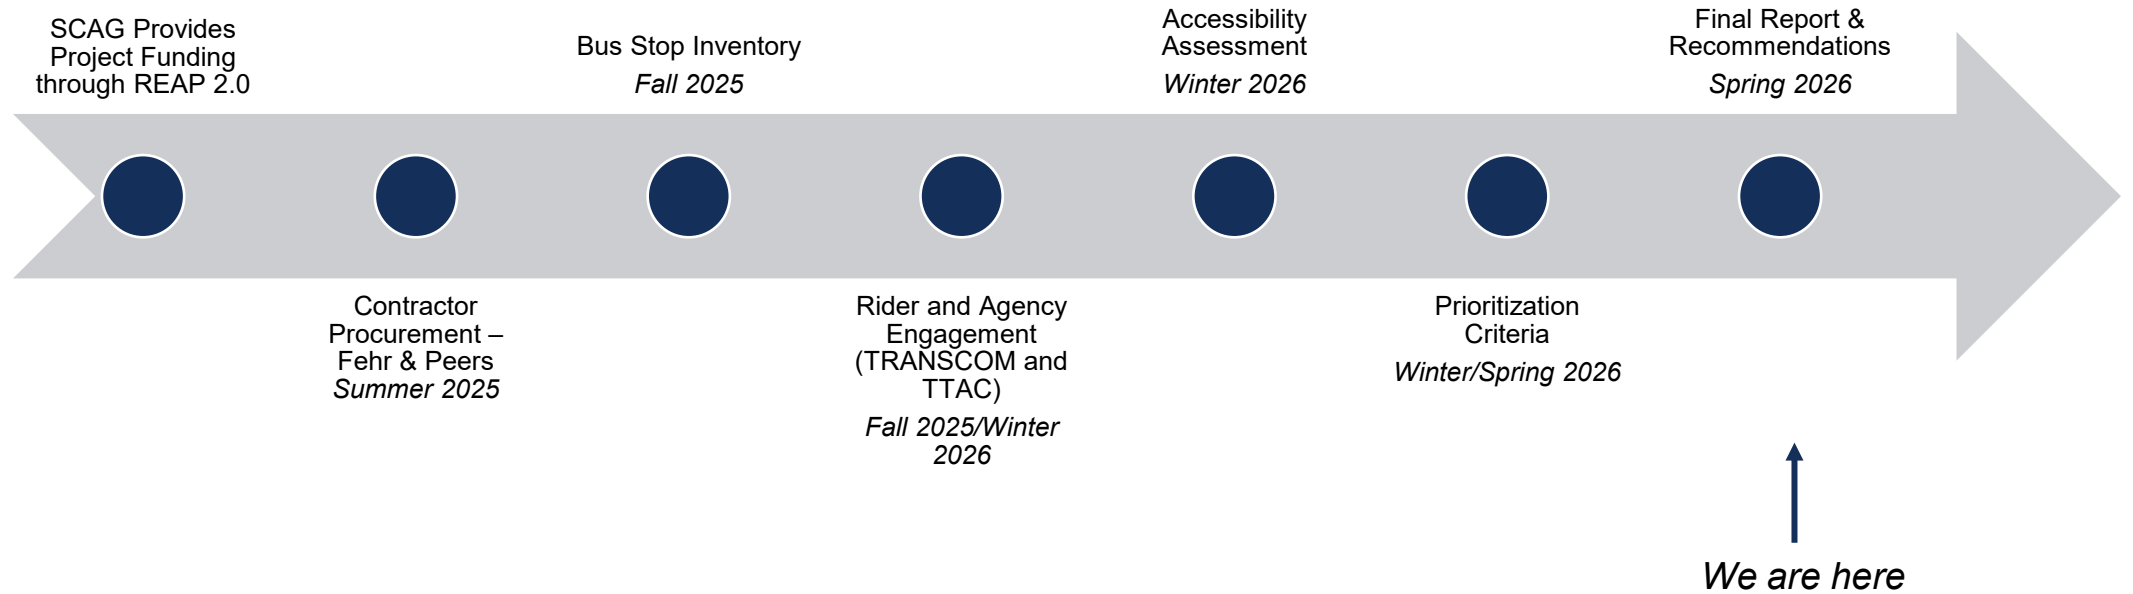 SCAG Provides
Project Funding
through REAP 2.0
Contractor
Procurement –
Fehr & Peers
Summer 2025
Bus Stop Inventory
Fall 2025
Rider and Agency
Engagement
(TRANSCOM and
TTAC)
Fall 2025/Winter
2026
Accessibility
Assessment
Winter 2026
Prioritization
Criteria
Winter/Spring 2026
Final Report &
Recommendations
Spring 2026
We are here